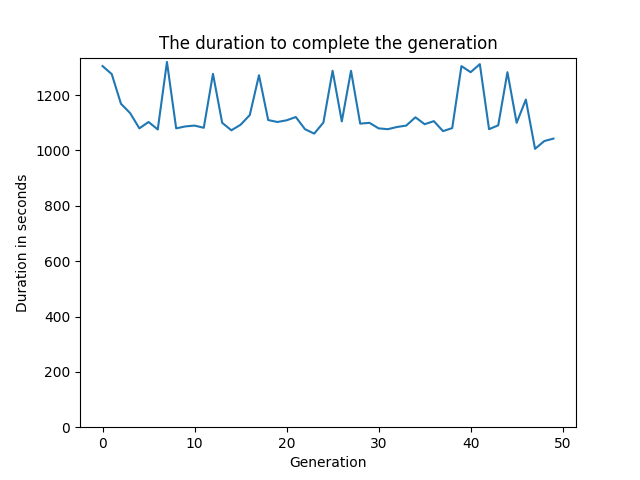 The duration to complete the generation
Duration in seconds
1200
1000
800
600
400
200
0
0 10 20 30 40 50
Generation